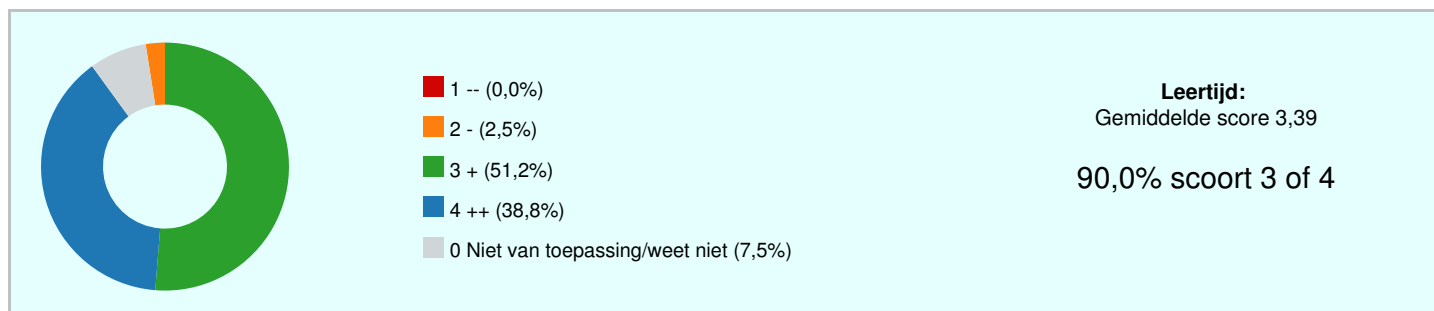 1 -- (0,0%)
2 - (2,5%)
3 + (51,2%)
4 ++ (38,8%)
0 Niet van toepassing/weet niet (7,5%)
Leertijd:
Gemiddelde score 3,39
90,0% scoort 3 of 4